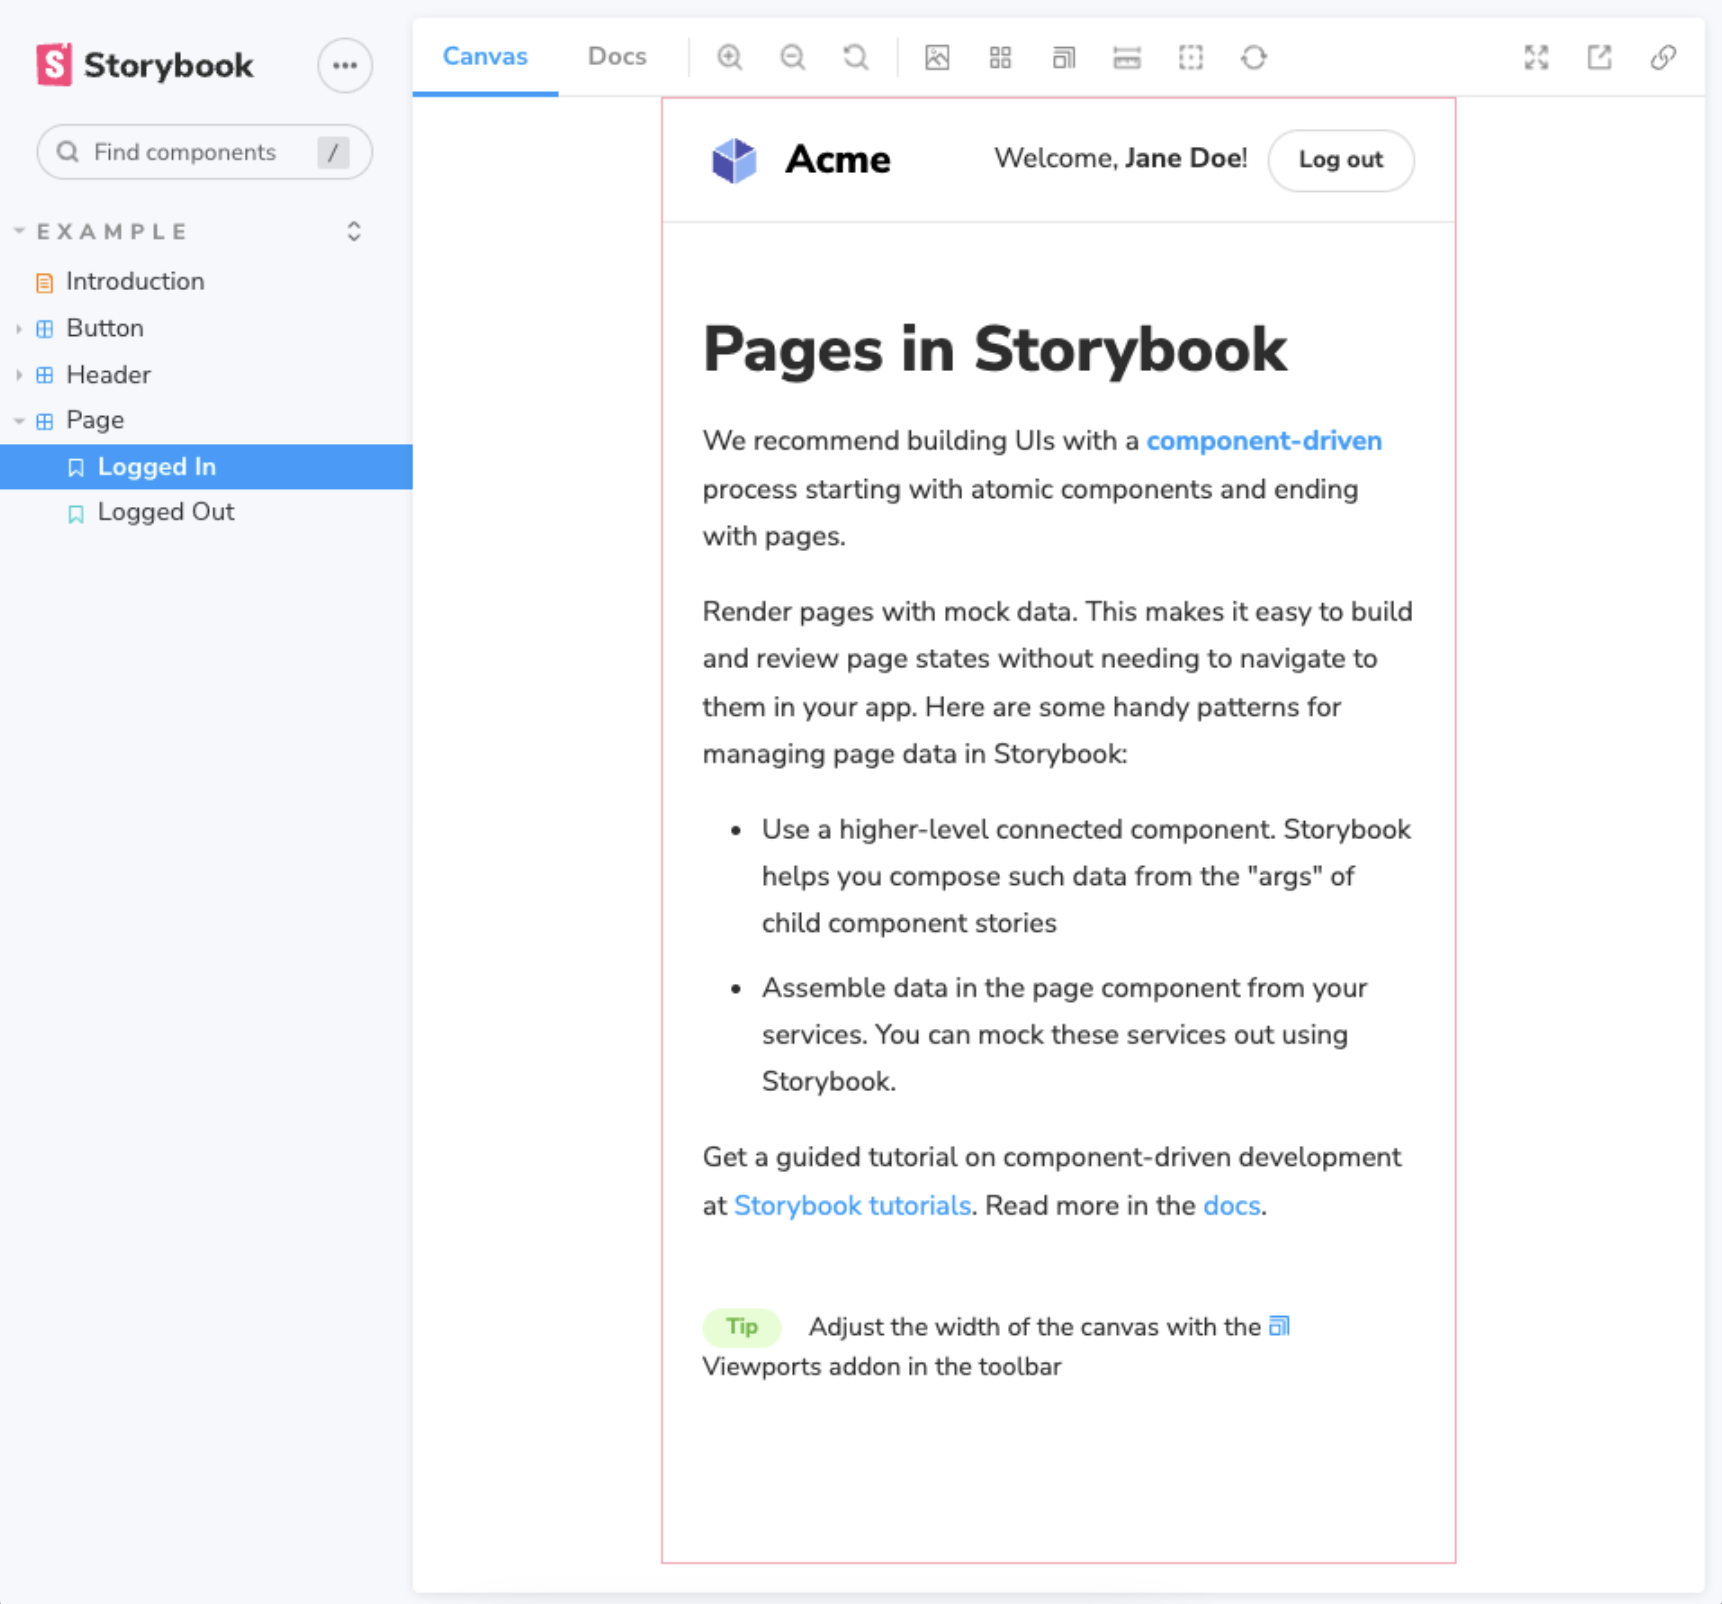 Storybook
Find components /
EXAMPLE
Introduction
Button
Header
Page
Logged In
Logged Out
Canvas Docs
Acme Welcome, Jane Doe! Log out
Pages in Storybook
We recommend building UIs with a component-driven
process starting with atomic components and ending
with pages.
Render pages with mock data. This makes it easy to build
and review page states without needing to navigate to
them in your app. Here are some handy patterns for
managing page data in Storybook:
• Use a higher-level connected component. Storybook
helps you compose such data from the "args" of
child component stories
• Assemble data in the page component from your
services. You can mock these services out using
Storybook.
Get a guided tutorial on component-driven development
at Storybook tutorials. Read more in the docs.
Tip Adjust the width of the canvas with the
Viewports addon in the toolbar